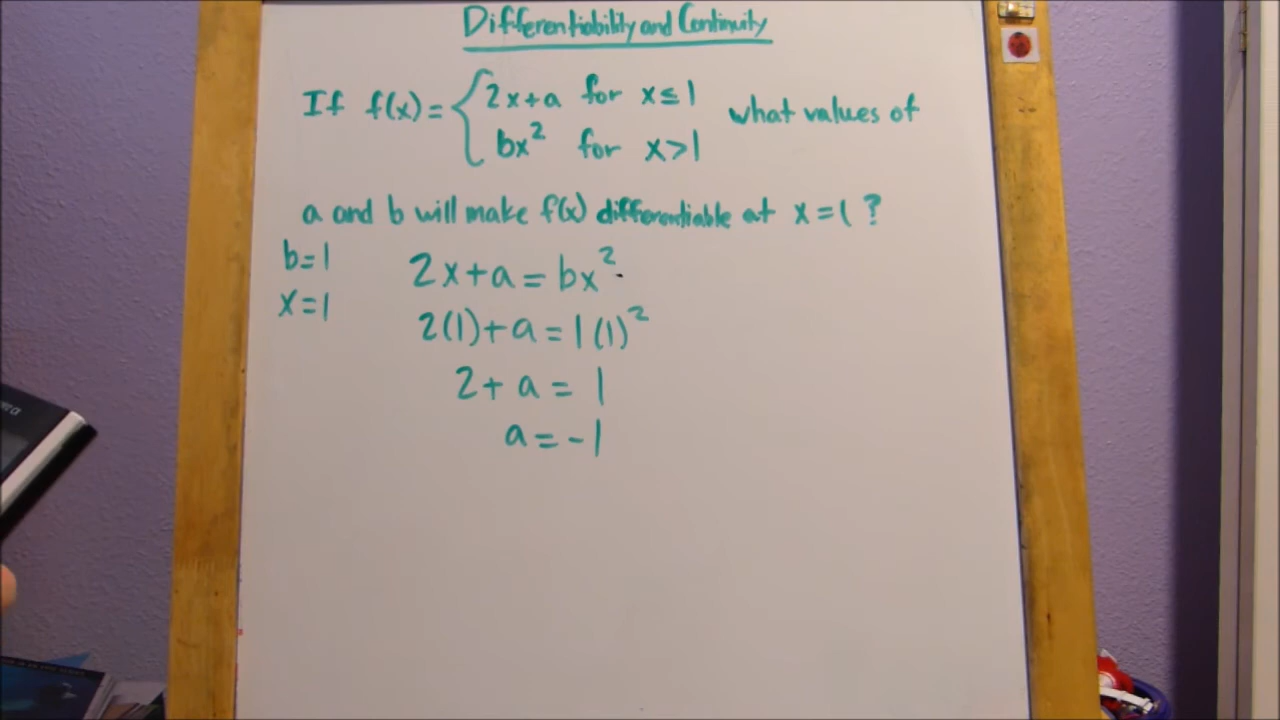 Differentiability and Continuity
If f(x) = { 2x+a for x≤1 what values of
bx² for x>1
a and b will make f(x) differentiable at x=1?
b=1
x=1
2x+a=bx²
2(1)+a=1(1)²
2+a=1
a=-1